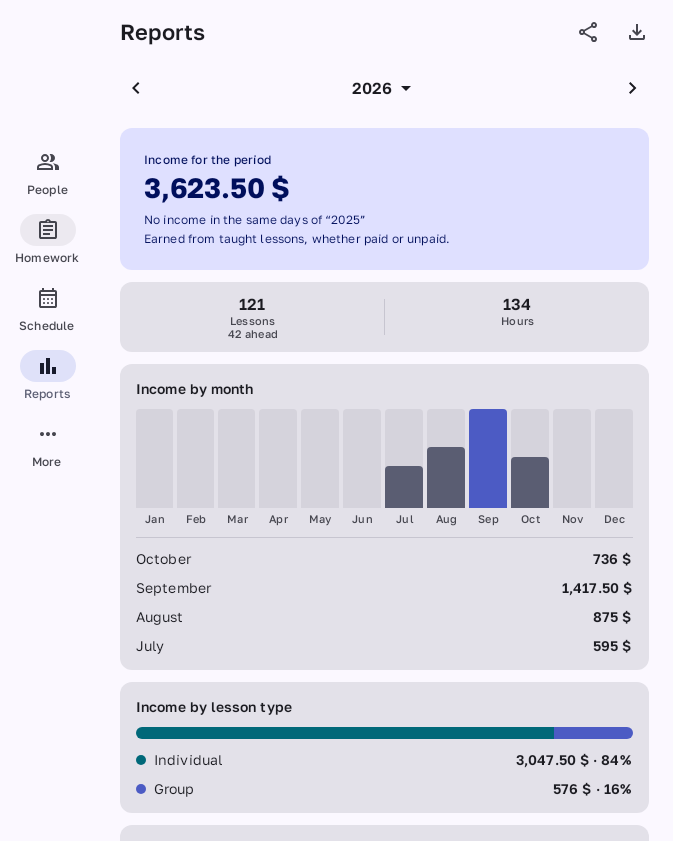 Reports
2026
People
Homework
Schedule
Reports
More
Income for the period
3,623.50 $
No income in the same days of “2025”
Earned from taught lessons, whether paid or unpaid.
121
Lessons
42 ahead
134
Hours
Income by month
Jan Feb Mar Apr May Jun Jul Aug Sep Oct Nov Dec
October 736 $
September 1,417.50 $
August 875 $
July 595 $
Income by lesson type
Individual 3,047.50 $ · 84%
Group 576 $ · 16%